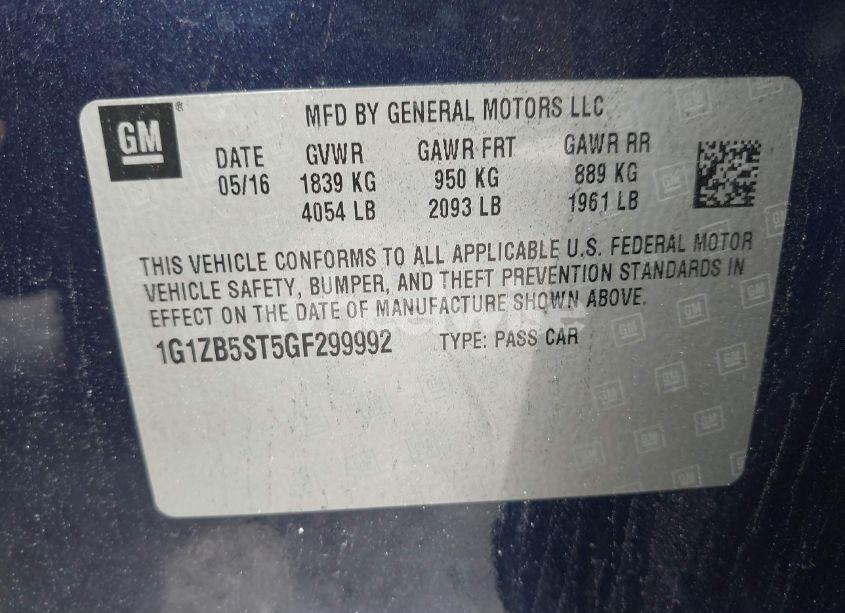 GM®
MFD BY GENERAL MOTORS LLC
DATE GVWR GAWR FRT GAWR RR
05/16 1839 KG 950 KG 889 KG
4054 LB 2093 LB 1961 LB
THIS VEHICLE CONFORMS TO ALL APPLICABLE U.S. FEDERAL MOTOR
VEHICLE SAFETY, BUMPER, AND THEFT PREVENTION STANDARDS IN
EFFECT ON THE DATE OF MANUFACTURE SHOWN ABOVE.
1G1ZB5ST5GF299992 TYPE: PASS CAR